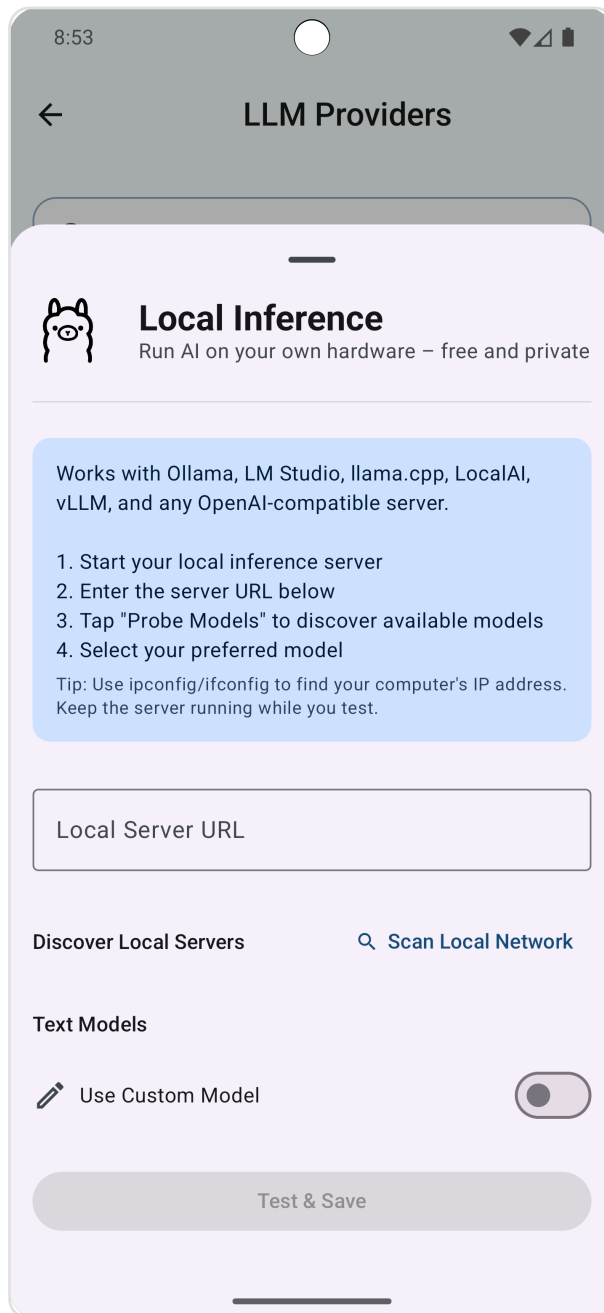 8:53
LLM Providers
Local Inference
Run AI on your own hardware – free and private
Works with Ollama, LM Studio, llama.cpp, LocalAI,
vLLM, and any OpenAI-compatible server.
1. Start your local inference server
2. Enter the server URL below
3. Tap "Probe Models" to discover available models
4. Select your preferred model
Tip: Use ipconfig/ifconfig to find your computer's IP address.
Keep the server running while you test.
Local Server URL
Discover Local Servers
Scan Local Network
Text Models
Use Custom Model
Test & Save